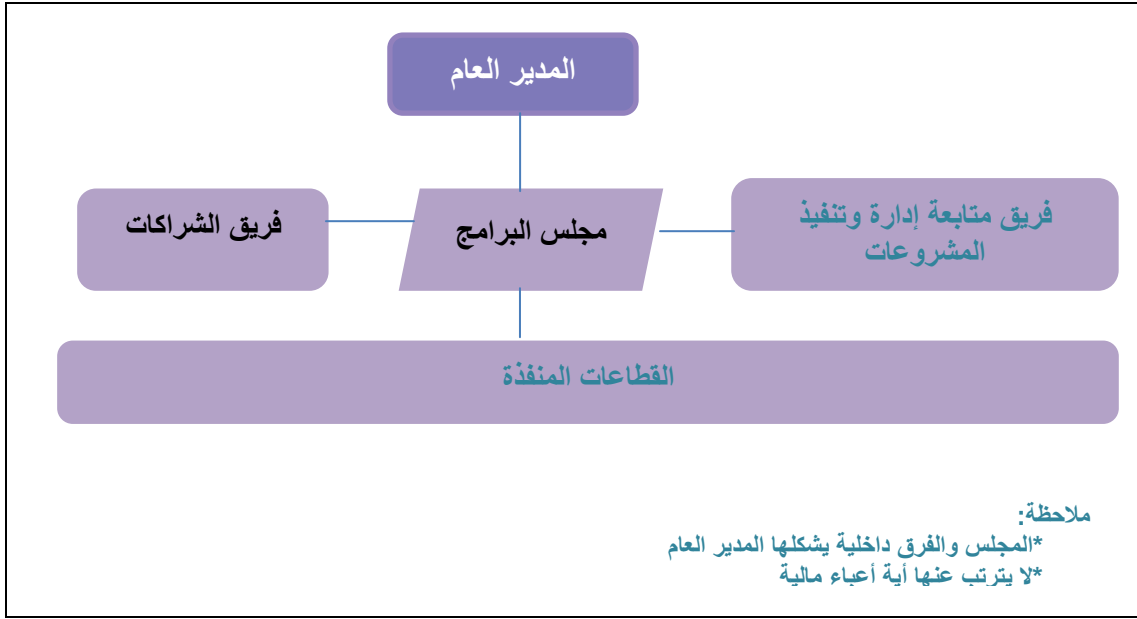 المدير العام
فريق متابعة إدارة وتنفيذ
المشروعات
مجلس البرامج
فريق الشراكات
القطاعات المنفذة
ملاحظة:
*المجلس والفرق داخلية يشكلها المدير العام
*لا يترتب عنها أية أعباء مالية